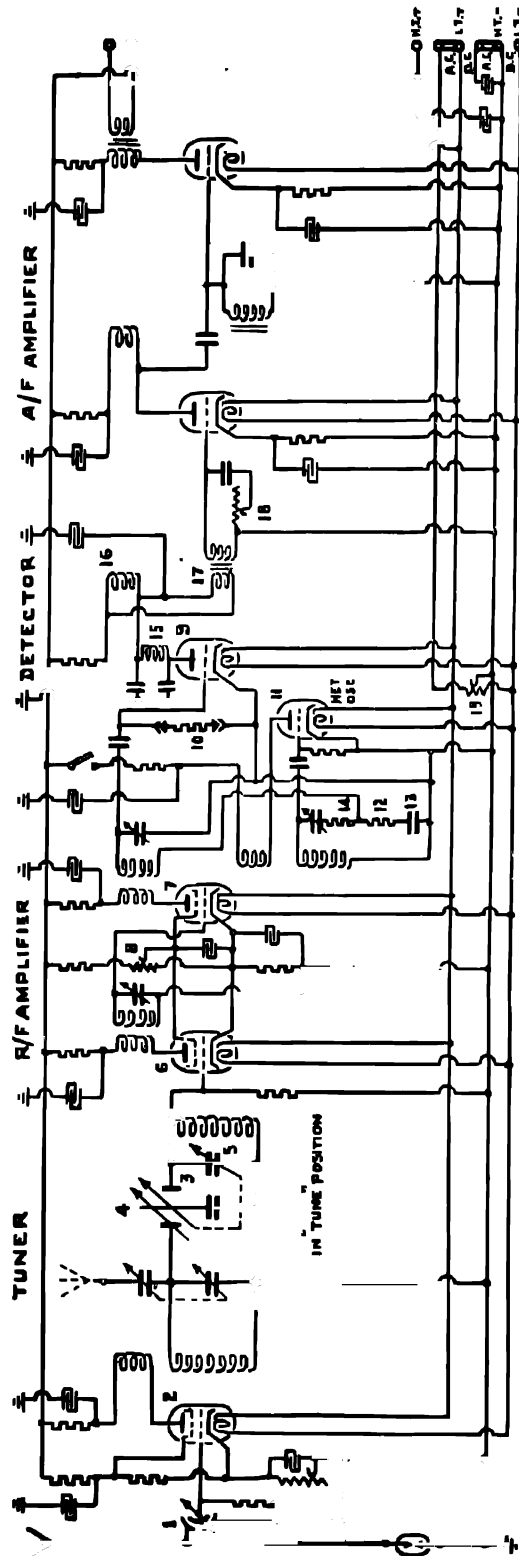 TUNER
R/F AMPLIFIER
DETECTOR
A/F AMPLIFIER
1
2
3
4
5
6
7
8
9
10
11
HET
OSC
12
13
14
15
16
17
18
19
IN "TUNE" POSITION
H.T.+
L.T.+
A.C.
D.C.
H.T.-
A.C.
D.C.
L.T.-